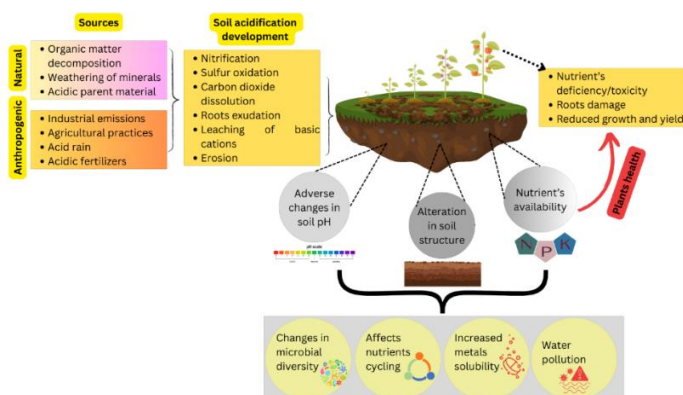 Sources
Natural
• Organic matter
decomposition
• Weathering of minerals
• Acidic parent material
Anthropogenic
• Industrial emissions
• Agricultural practices
• Acid rain
• Acidic fertilizers
Soil acidification
development
• Nitrification
• Sulfur oxidation
• Carbon dioxide
dissolution
• Roots exudation
• Leaching of basic
cations
• Erosion
• Nutrient's
deficiency/toxicity
• Roots damage
• Reduced growth and yield
Plants health
Adverse
changes in
soil pH
pH scale
Alteration
in soil
structure
Nutrient's
availability
N P K
Changes in
microbial
diversity
Affects
nutrients
cycling
Increased
metals
solubility
Water
pollution